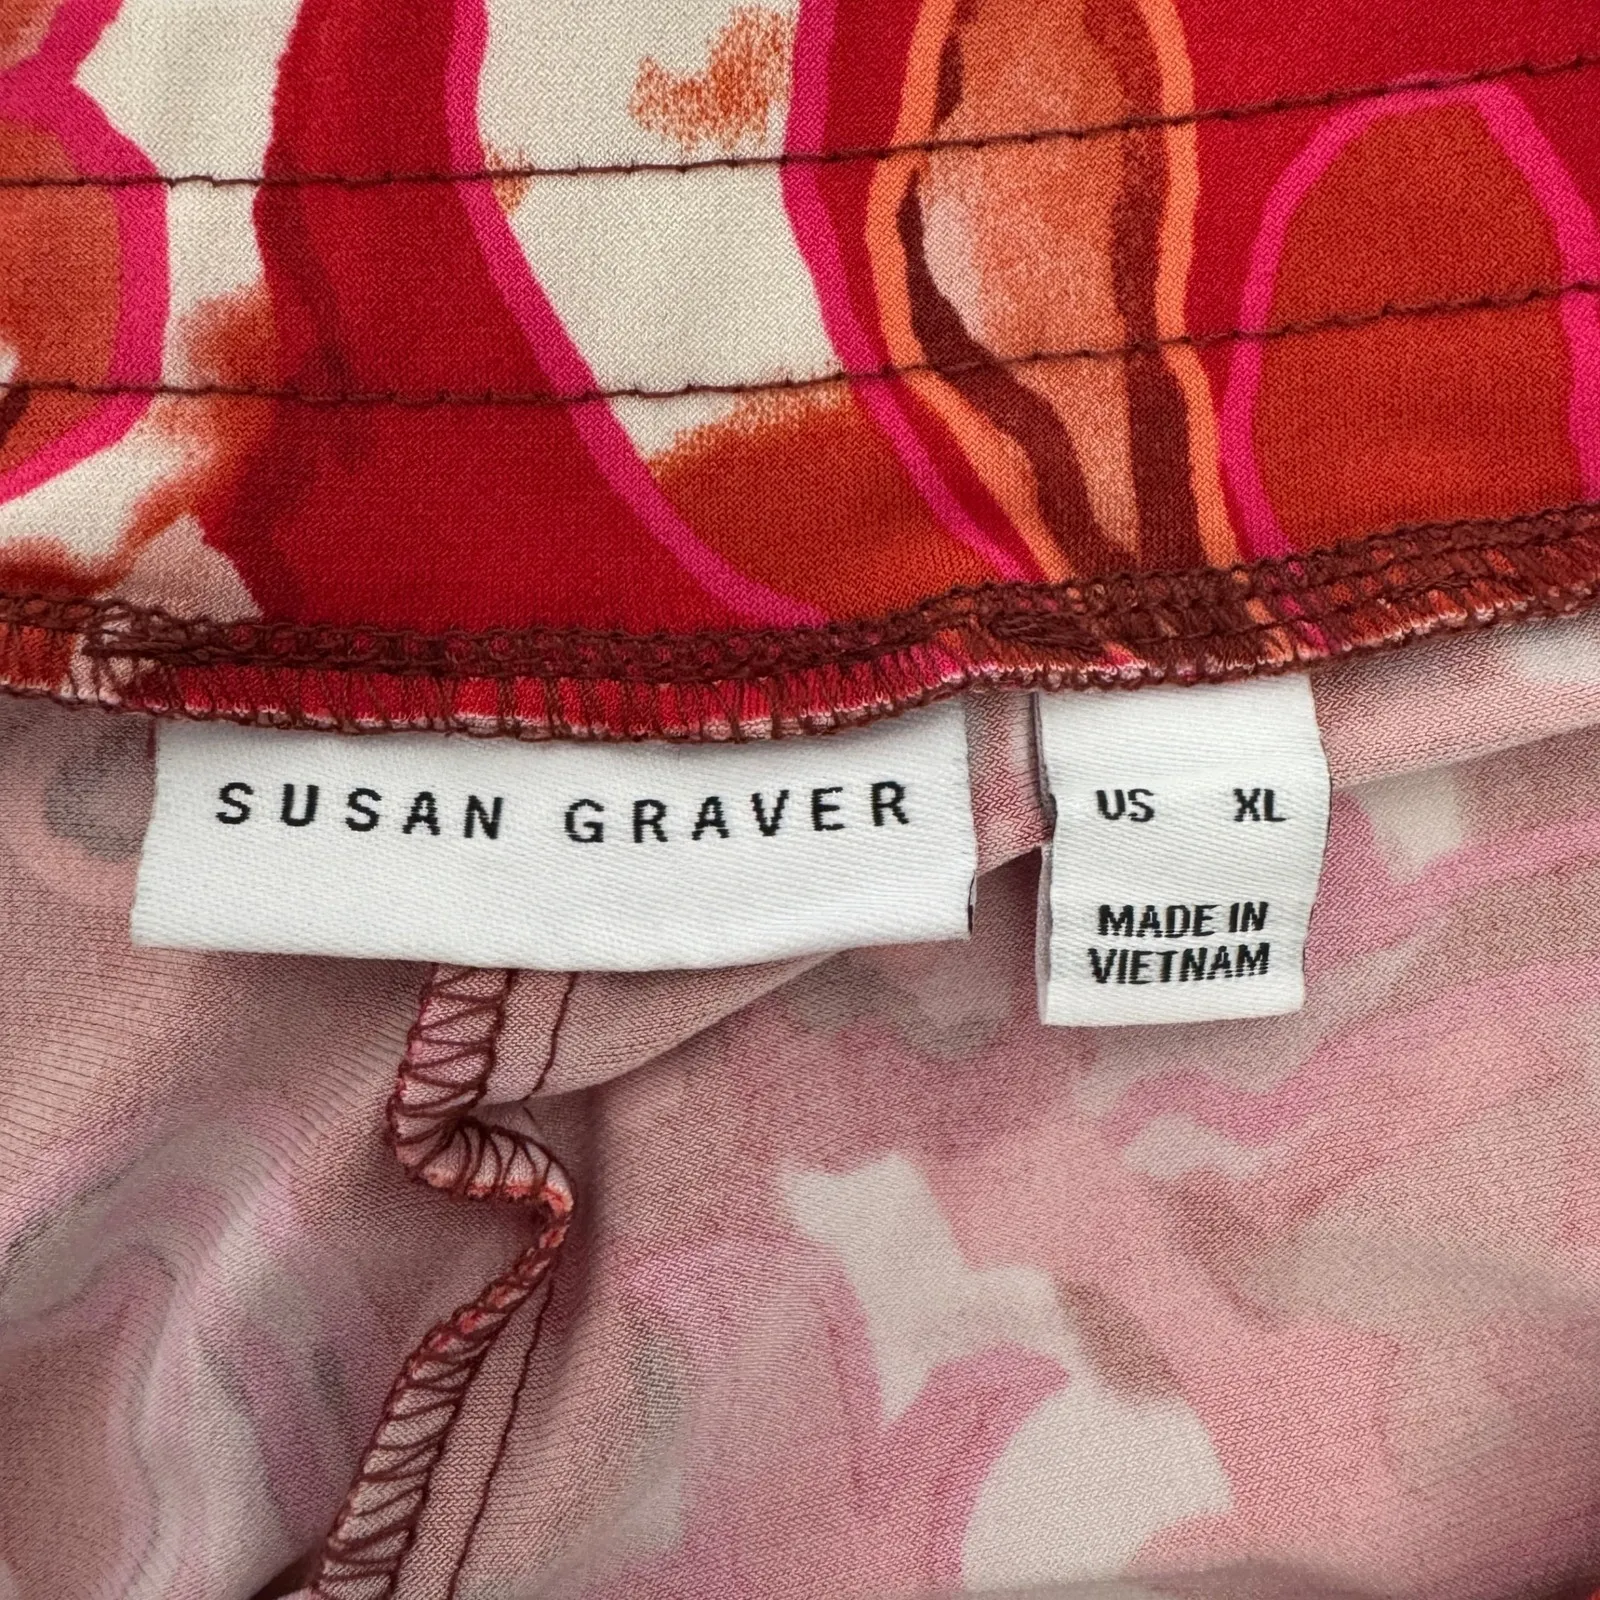 SUSAN GRAVER
US XL
MADE IN
VIETNAM